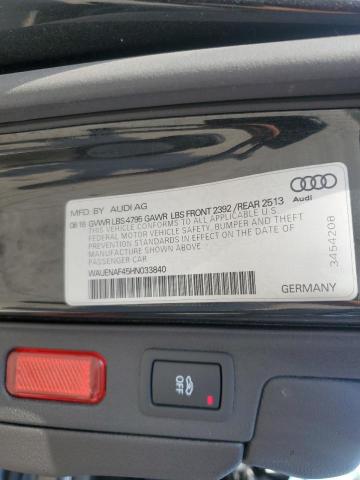 MFD. BY AUDI AG
08/16 GVWR LBS 4795 GAWR LBS FRONT 2392 /REAR 2513
THIS VEHICLE CONFORMS TO ALL APPLICABLE U.S.
FEDERAL MOTOR VEHICLE SAFETY, BUMPER AND THEFT
PREVENTION STANDARDS IN EFFECT ON THE DATE OF
MANUFACTURE SHOWN ABOVE
PASSENGER CAR
WAUENAF45HN033840
GERMANY
3454208
OFF